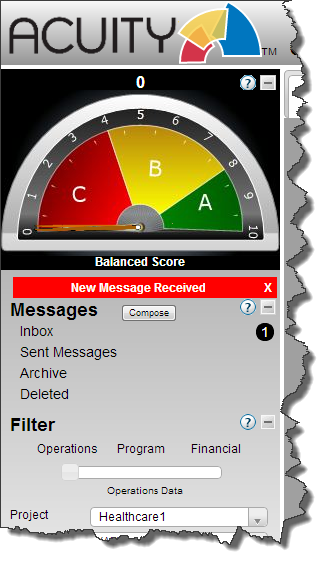 ACUITY TM
0
?
0 1 2 3 4 5 6 7 8 9 10
C B A
Balanced Score
New Message Received X
Messages Compose ?
Inbox 1
Sent Messages
Archive
Deleted
Filter ?
Operations Program Financial
Operations Data
Project Healthcare1